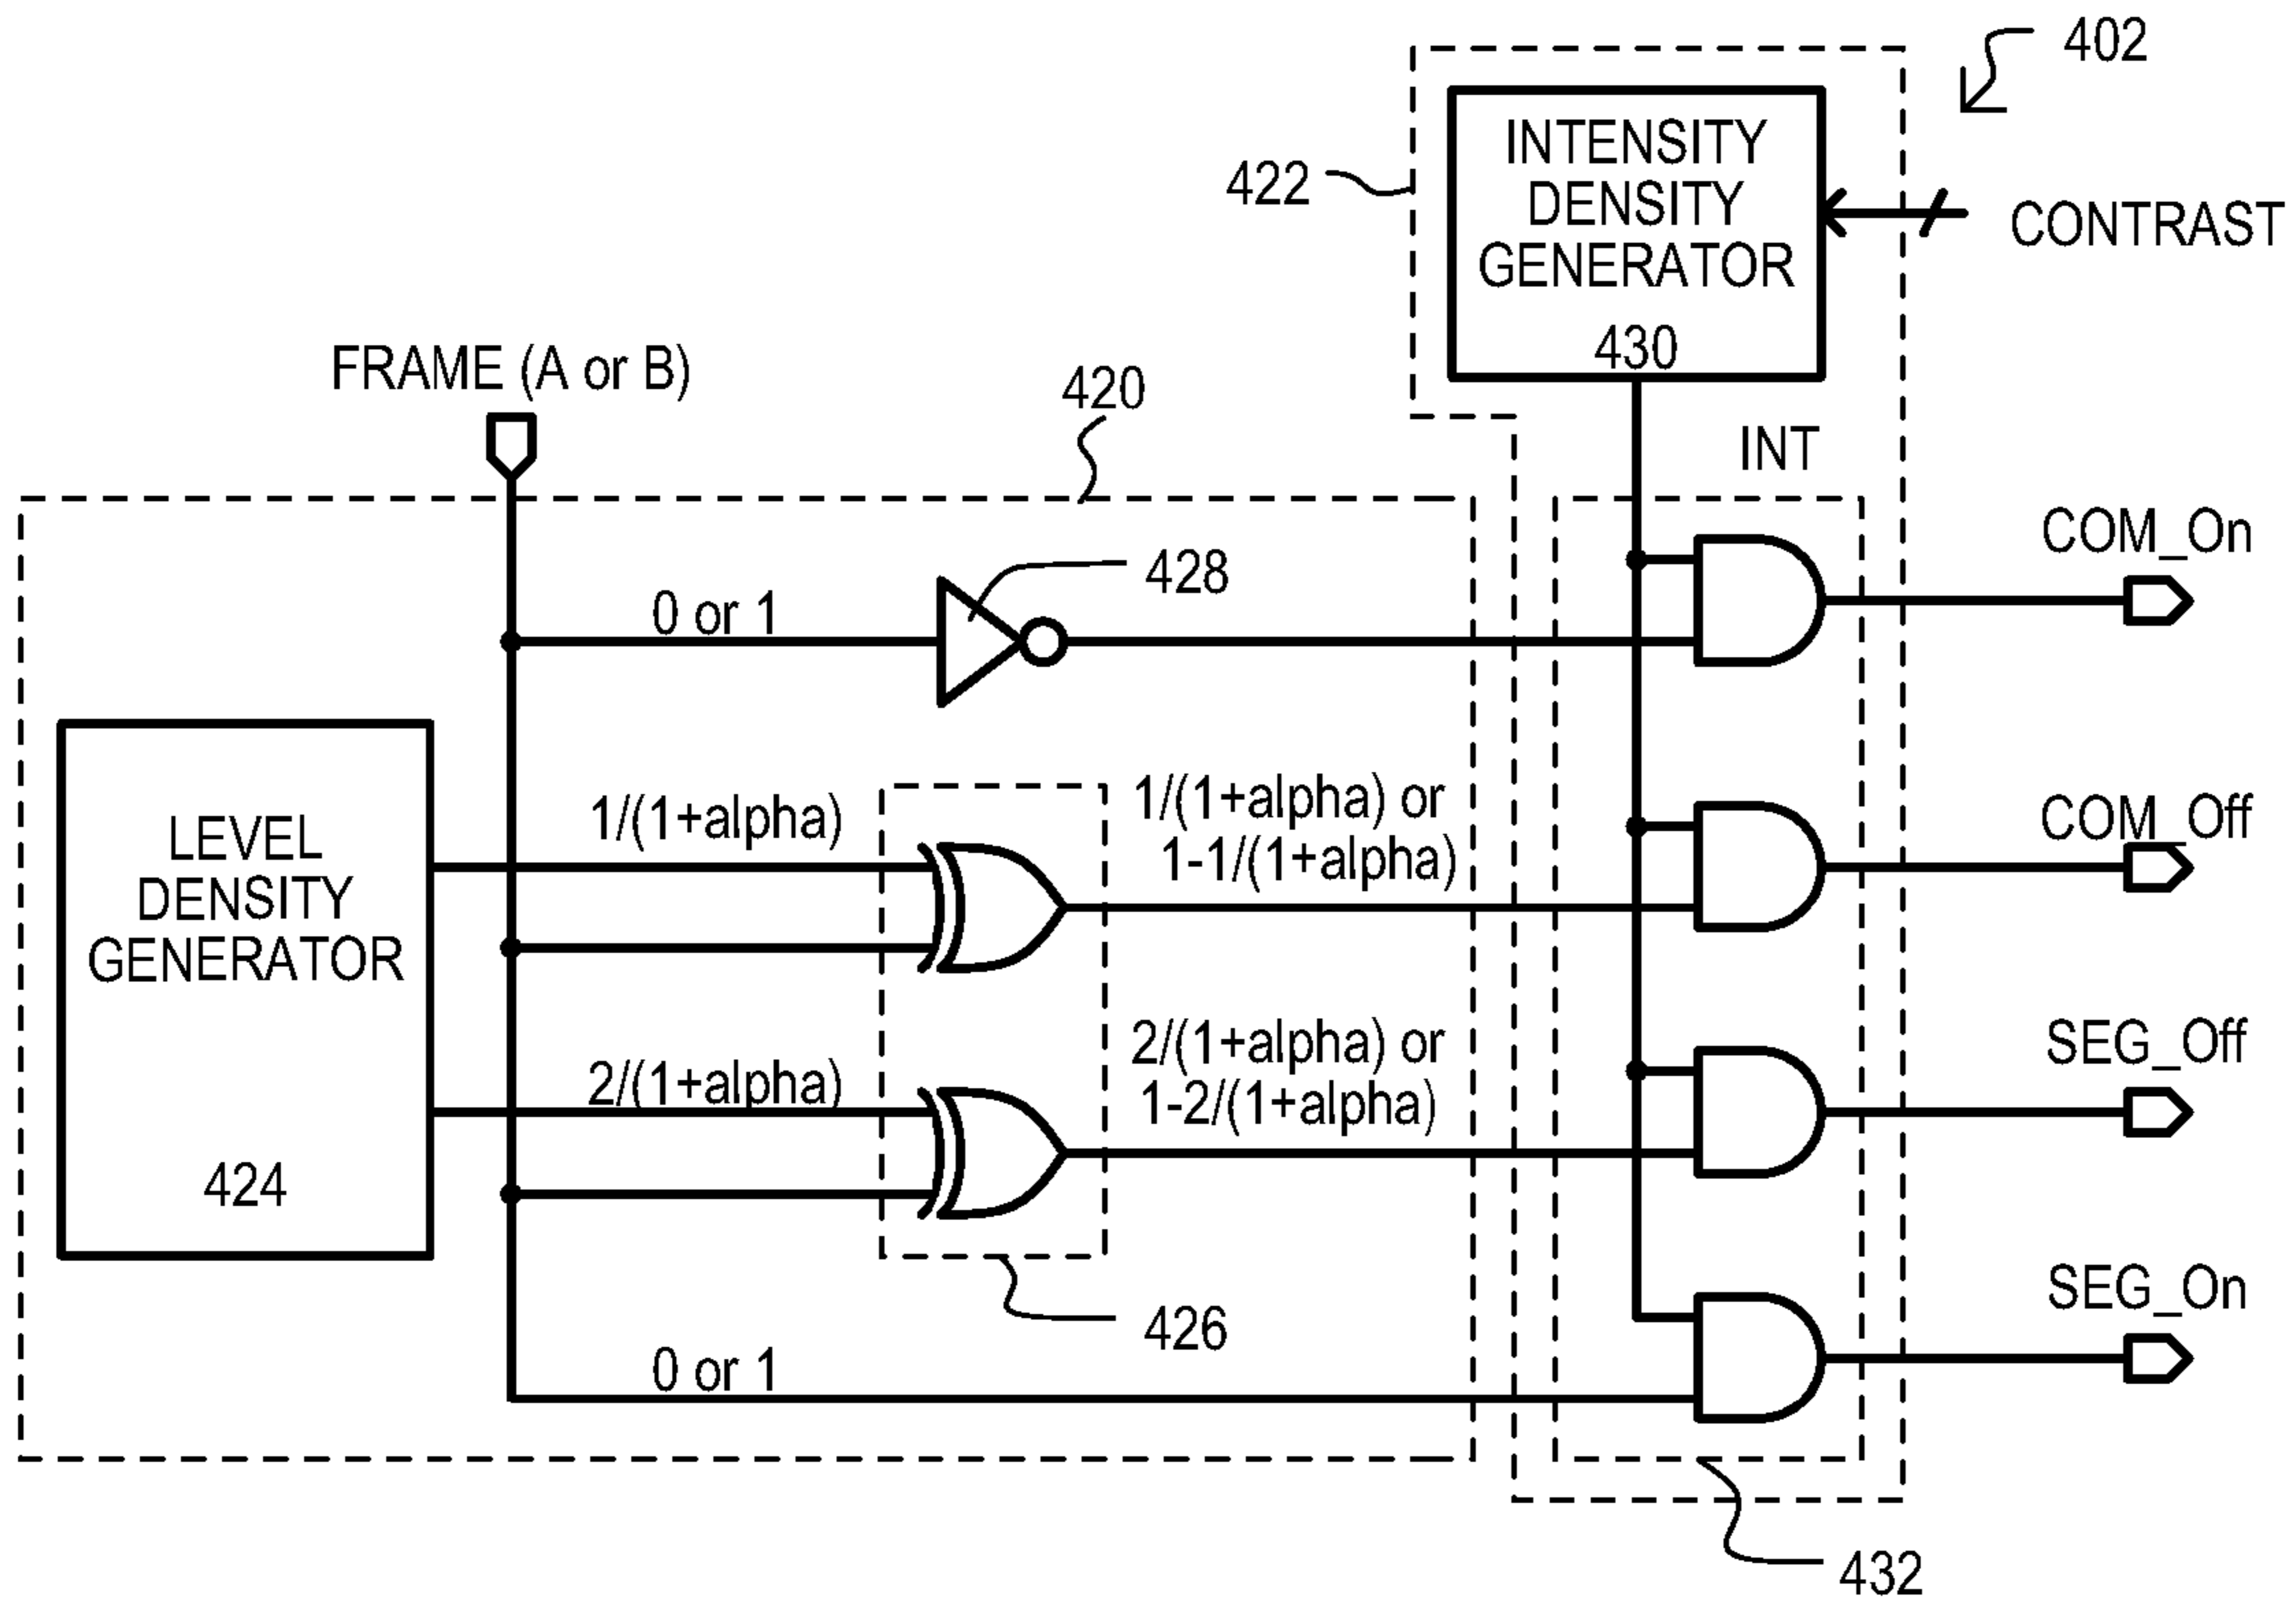 402
INTENSITY
DENSITY
GENERATOR
430
422
CONTRAST
FRAME (A or B)
420
INT
COM_On
428
0 or 1
LEVEL
DENSITY
GENERATOR
424
1/(1+alpha)
1/(1+alpha) or
1-1/(1+alpha)
COM_Off
2/(1+alpha)
2/(1+alpha) or
1-2/(1+alpha)
SEG_Off
426
SEG_On
0 or 1
432